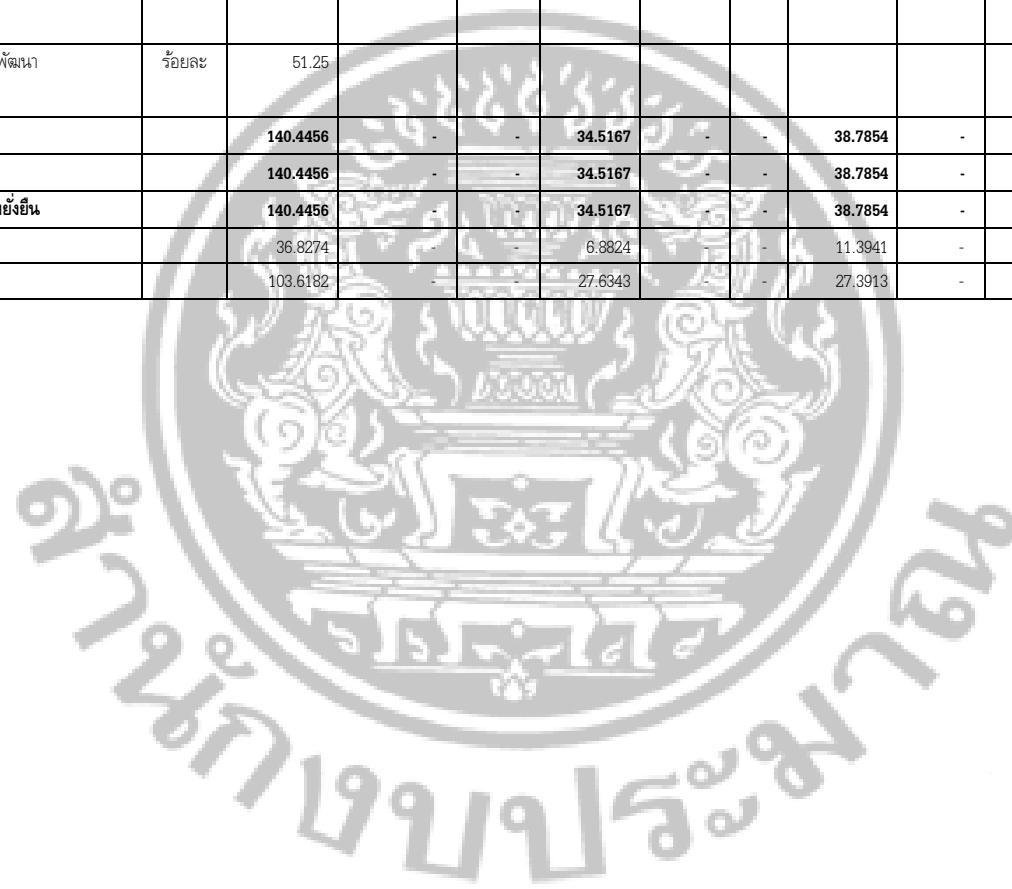 พัฒนา ร้อยละ 51.25
140.4456 - - 34.5167 - - 38.7854 -
140.4456 - - 34.5167 - - 38.7854 -
ยั่งยืน 140.4456 - - 34.5167 - - 38.7854 -
36.8274 - - 6.8824 - - 11.3941 -
103.6182 - - 27.6343 - - 27.3913 -
สำนักงบประมาณ